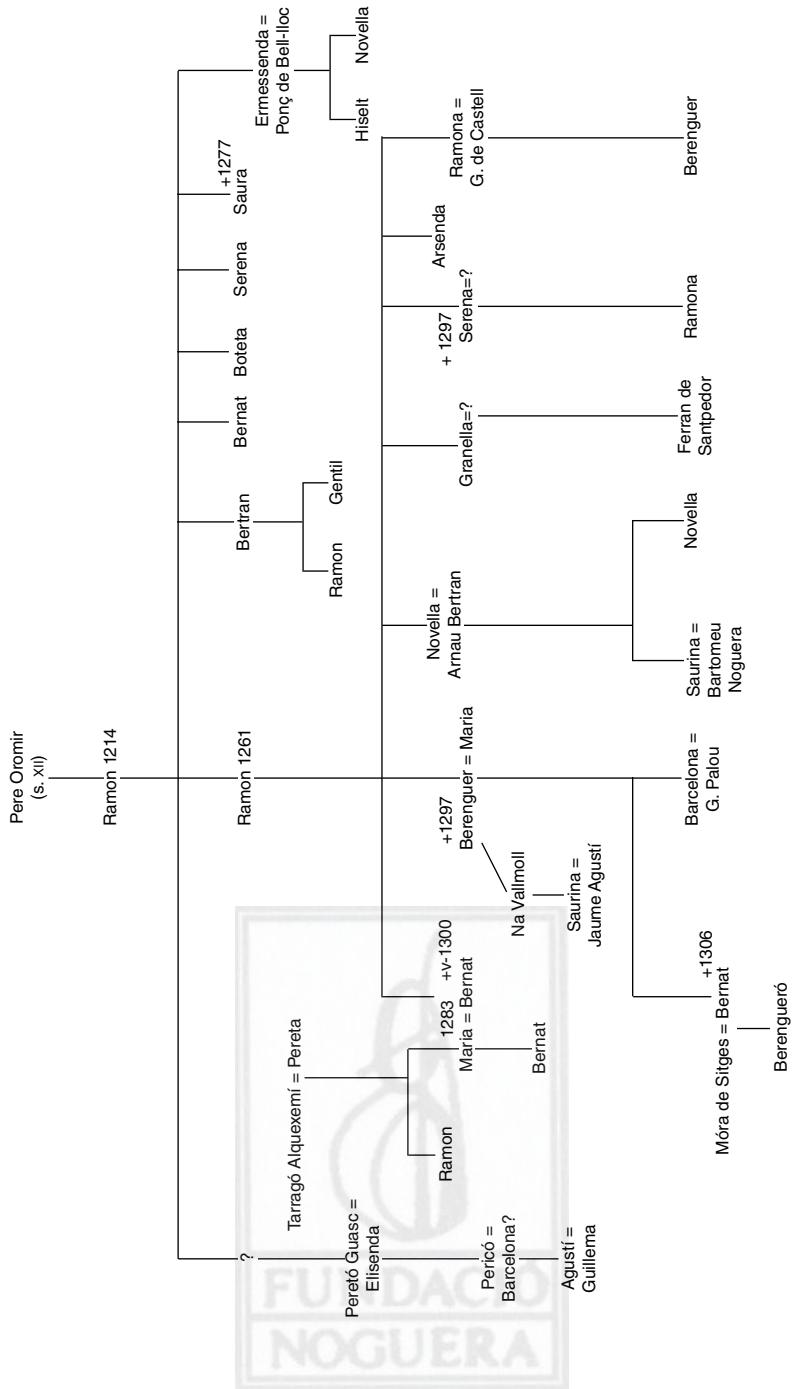 Pere Oromir
(s. XII)
Ramon 1214
?
Ramon 1261
Bertran
Bernat
Boteta
Serena
+1277
Saura
Ermessenda =
Ponç de Bell-lloc
Ramon
Gentil
Hiselt
Novella
Tarragó Alquexemí = Pereta
Peretó Guasc =
Elisenda
Ramon
1283
+v-1300
Maria = Bernat
+1297
Berenguer = Maria
Novella =
Arnau Bertran
Granella=?
+ 1297
Serena=?
Arsenda
Ramona =
G. de Castell
Pericó =
Barcelona?
Agustí =
Guillema
Bernat
Na Vallmoll
Saurina =
Jaume Agustí
+1306
Móra de Sitges = Bernat
Barcelona =
G. Palou
Saurina =
Bartomeu
Noguera
Novella
Ferran de
Santpedor
Ramona
Berenguer
Berengueró
FUNDACIÓ
NOGUERA